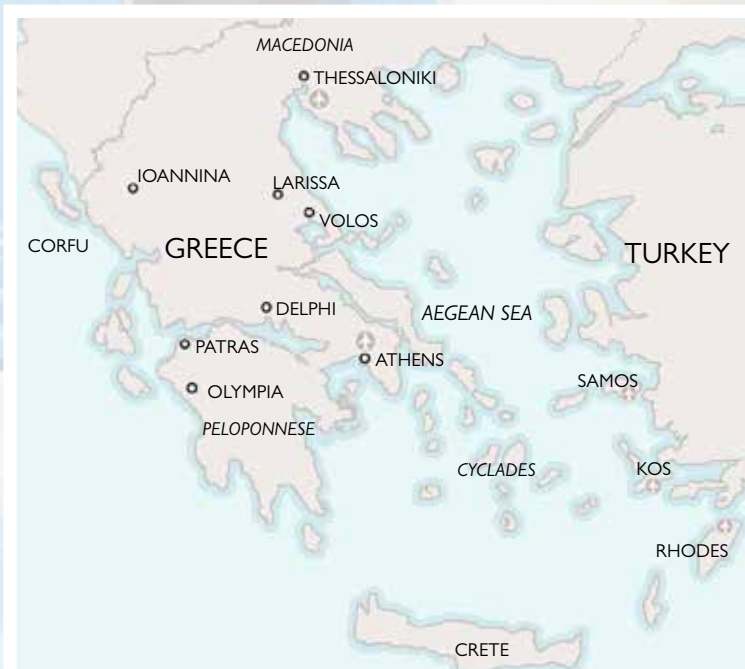 MACEDONIA
THESSALONIKI
IOANNINA
LARISSA
VOLOS
CORFU
GREECE
TURKEY
DELPHI
AEGEAN SEA
PATRAS
ATHENS
SAMOS
OLYMPIA
PELOPONNESE
CYCLADES
KOS
RHODES
CRETE